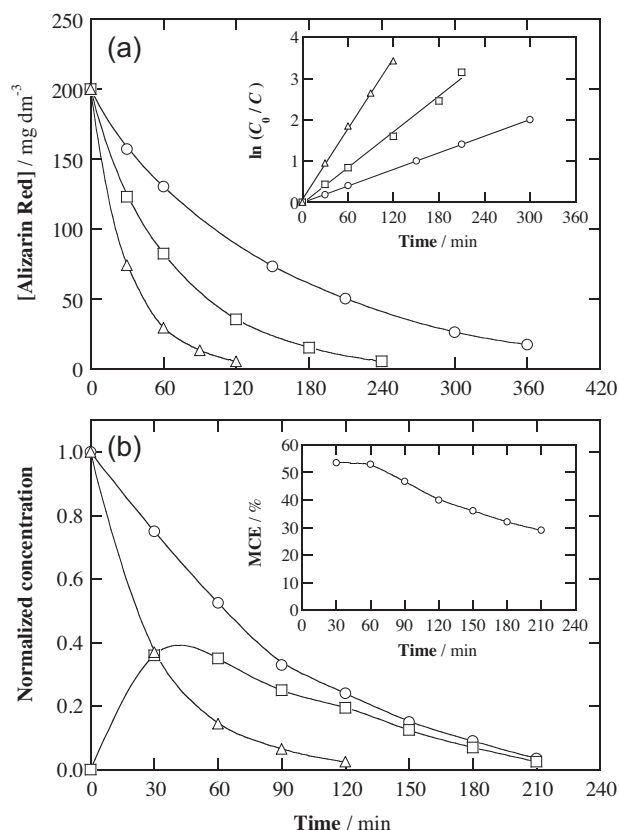 (a)
[Alizarin Red] / mg dm⁻³
250
200
150
100
50
0
0 60 120 180 240 300 360 420
ln (C₀ / C )
4
3
2
1
0
0 60 120 180 240 300 360
Time / min
(b)
Normalized concentration
1.0
0.8
0.6
0.4
0.2
0.0
0 30 60 90 120 150 180 210 240
Time / min
MCE / %
60
50
40
30
20
10
0
0 30 60 90 120 150 180 210 240
Time / min